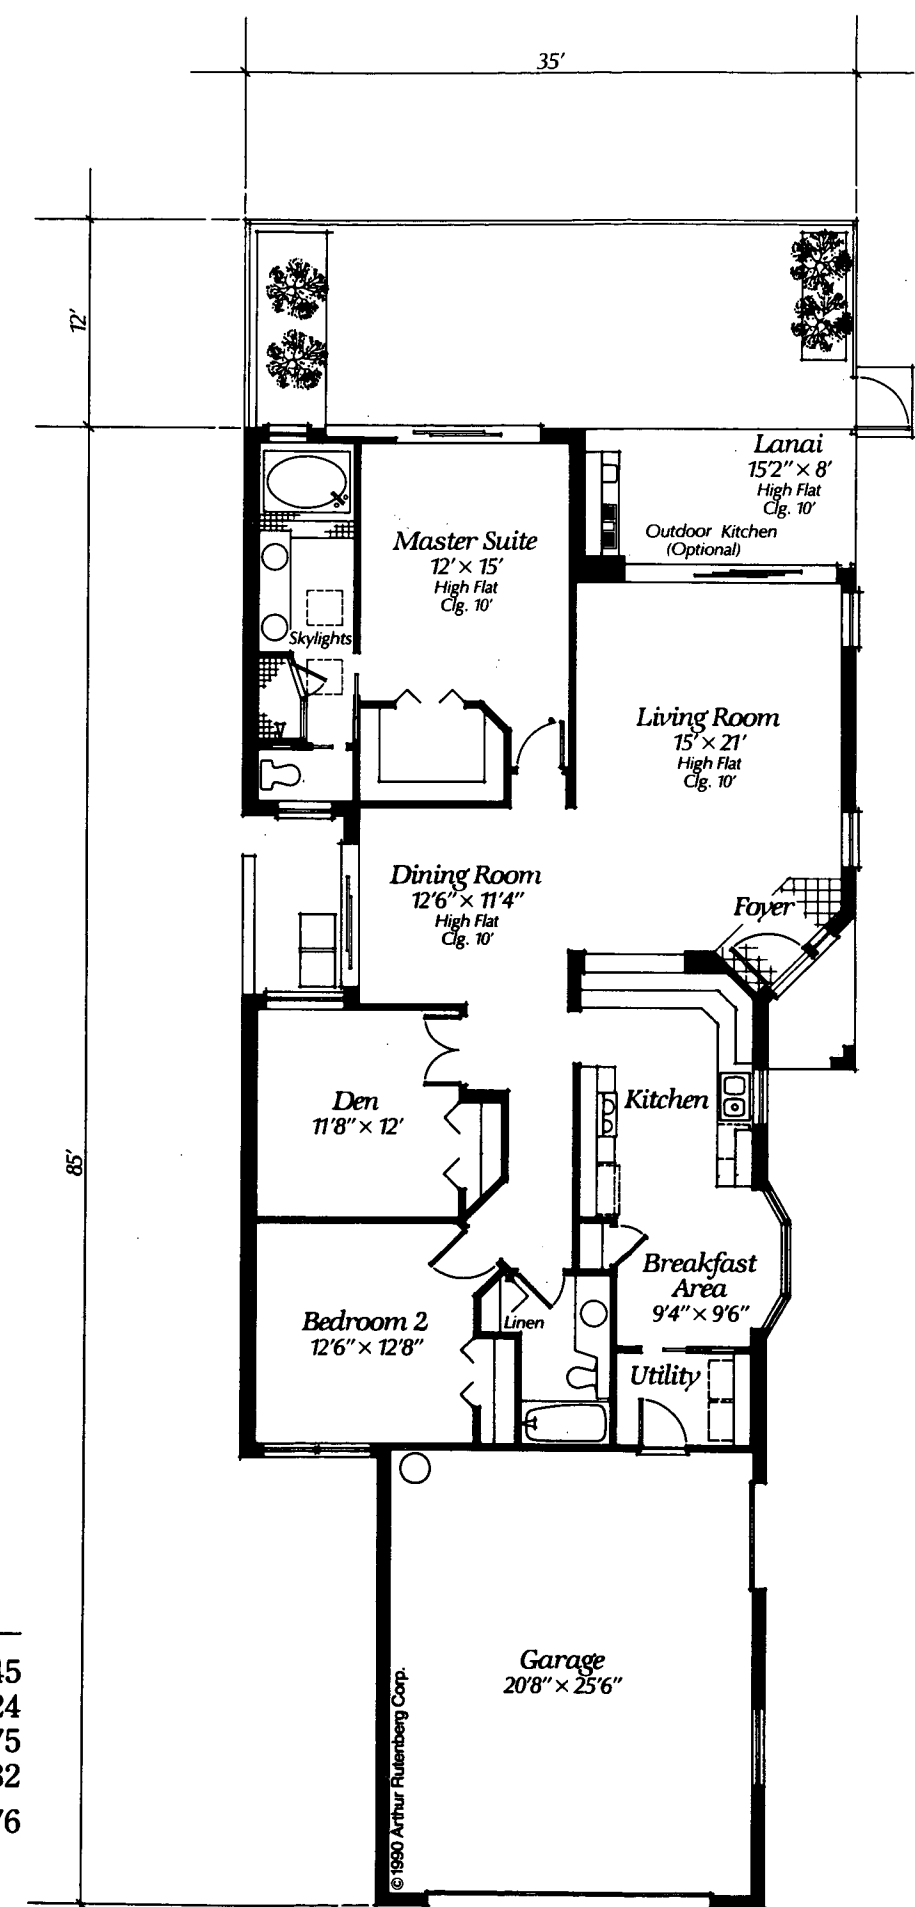 35′
12′
Lanai
15′2″ × 8′
High Flat
Clg. 10′
Outdoor Kitchen
(Optional)
Master Suite
12′ × 15′
High Flat
Clg. 10′
Skylights
Living Room
15′ × 21′
High Flat
Clg. 10′
Dining Room
12′6″ × 11′4″
High Flat
Clg. 10′
Foyer
Den
11′8″ × 12′
Kitchen
85′
Breakfast
Area
9′4″ × 9′6″
Bedroom 2
12′6″ × 12′8″
Linen
Utility
Garage
20′8″ × 25′6″
©1990 Arthur Rutenberg Corp.
45
24
75
32
76